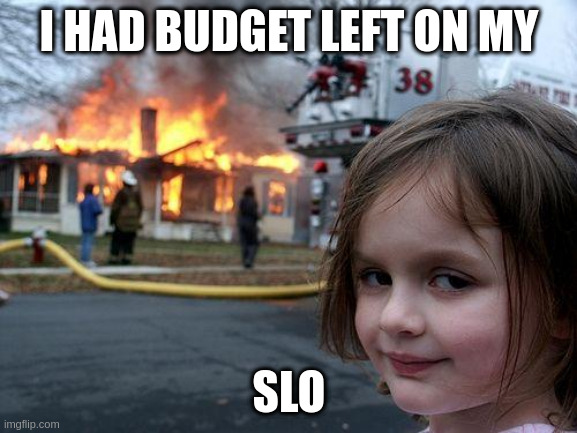 I HAD BUDGET LEFT ON MY
38
SLO
imgflip.com